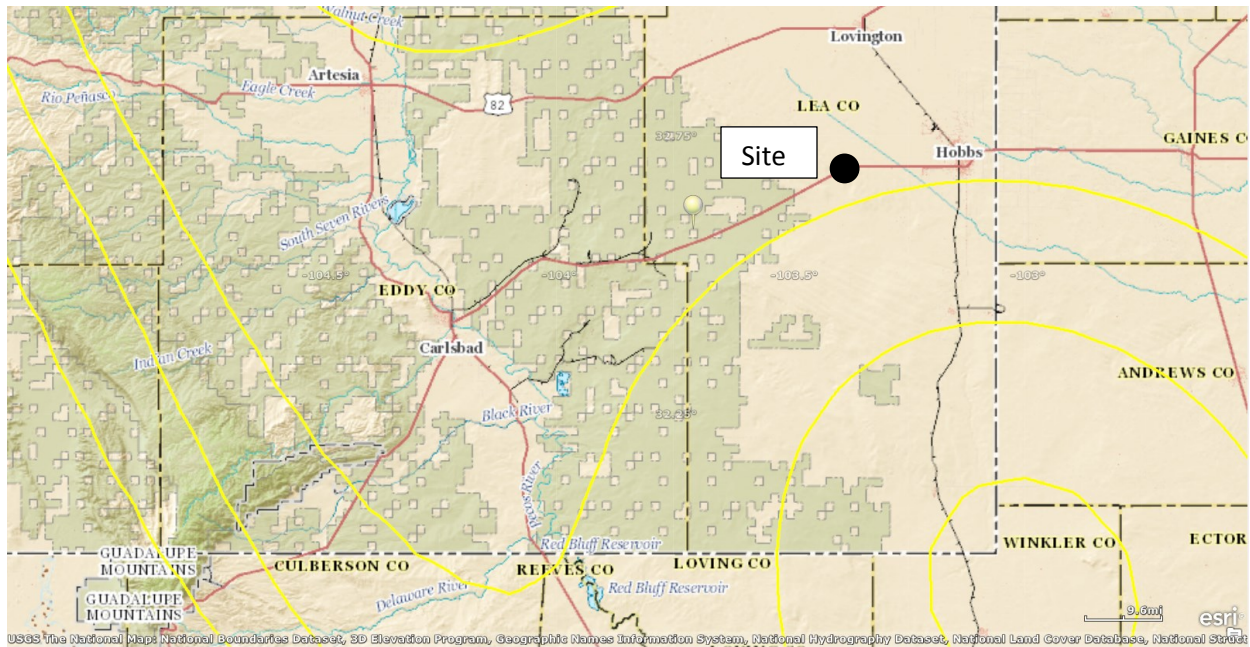 Walnut Creek
Lovington
Artesia
Eagle Creek
Rio Peñasco
82
LEA CO
32.75°
GAINES C
Site
Hobbs
South Seven Rivers
-104.5°
-104°
-103.5°
-103°
EDDY CO
Carlsbad
Indian Creek
ANDREWS CO
Black River
32.25°
Pecos River
GUADALUPE
MOUNTAINS
Red Bluff Reservoir
WINKLER CO
ECTOR
CULBERSON CO
REEVES CO
LOVING CO
GUADALUPE
MOUNTAINS
Delaware River
Red Bluff Reservoir
9.6mi
esri
USGS The National Map: National Boundaries Dataset, 3D Elevation Program, Geographic Names Information System, National Hydrography Dataset, National Land Cover Database, National Struct